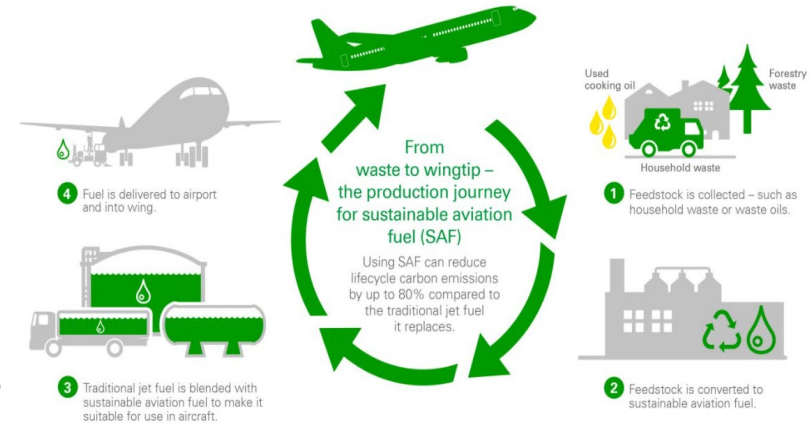 From
waste to wingtip –
the production journey
for sustainable aviation
fuel (SAF)
Using SAF can reduce
lifecycle carbon emissions
by up to 80% compared to
the traditional jet fuel
it replaces.
Used
cooking oil
Forestry
waste
Household waste
1 Feedstock is collected – such as
household waste or waste oils.
2 Feedstock is converted to
sustainable aviation fuel.
3 Traditional jet fuel is blended with
sustainable aviation fuel to make it
suitable for use in aircraft.
4 Fuel is delivered to airport
and into wing.